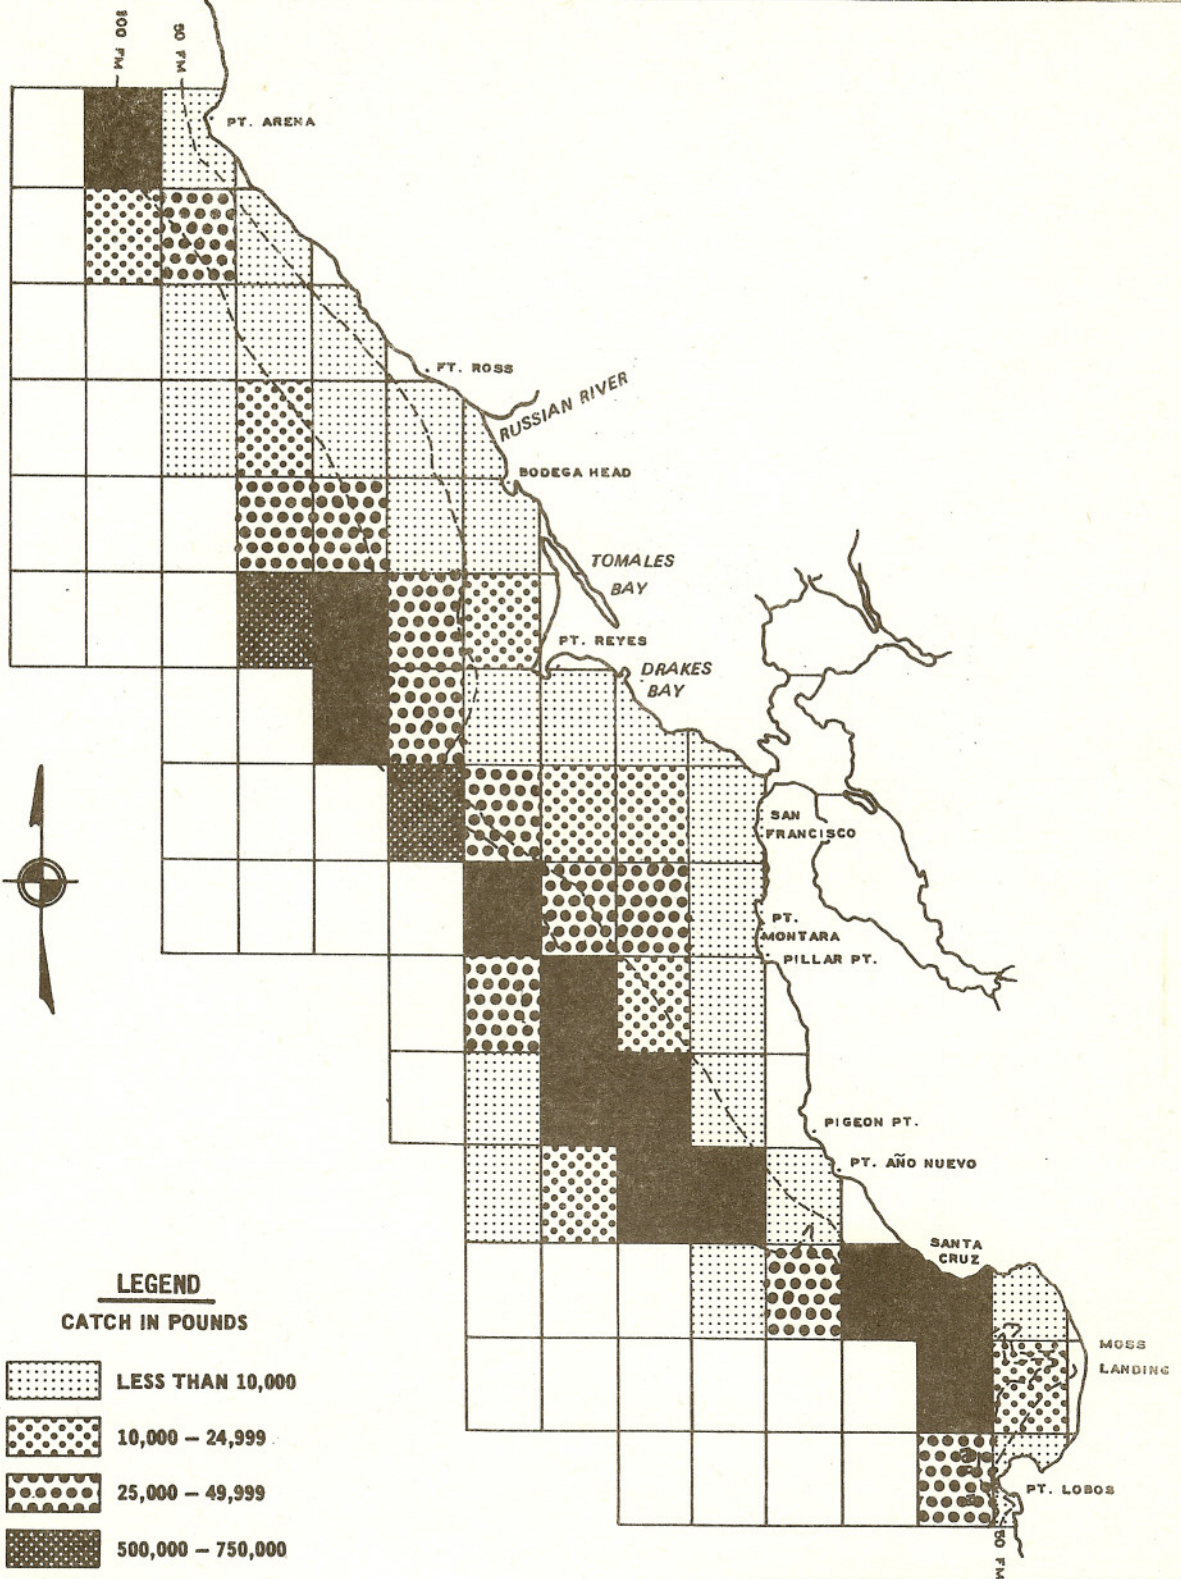 100 FM
50 FM
PT. ARENA
FT. ROSS
RUSSIAN RIVER
BODEGA HEAD
TOMALES
BAY
PT. REYES
DRAKES
BAY
SAN
FRANCISCO
PT.
MONTARA
PILLAR PT.
PIGEON PT.
PT. AÑO NUEVO
SANTA
CRUZ
MOSS
LANDING
PT. LOBOS
50 FM
LEGEND
CATCH IN POUNDS
LESS THAN 10,000
10,000 – 24,999
25,000 – 49,999
500,000 – 750,000